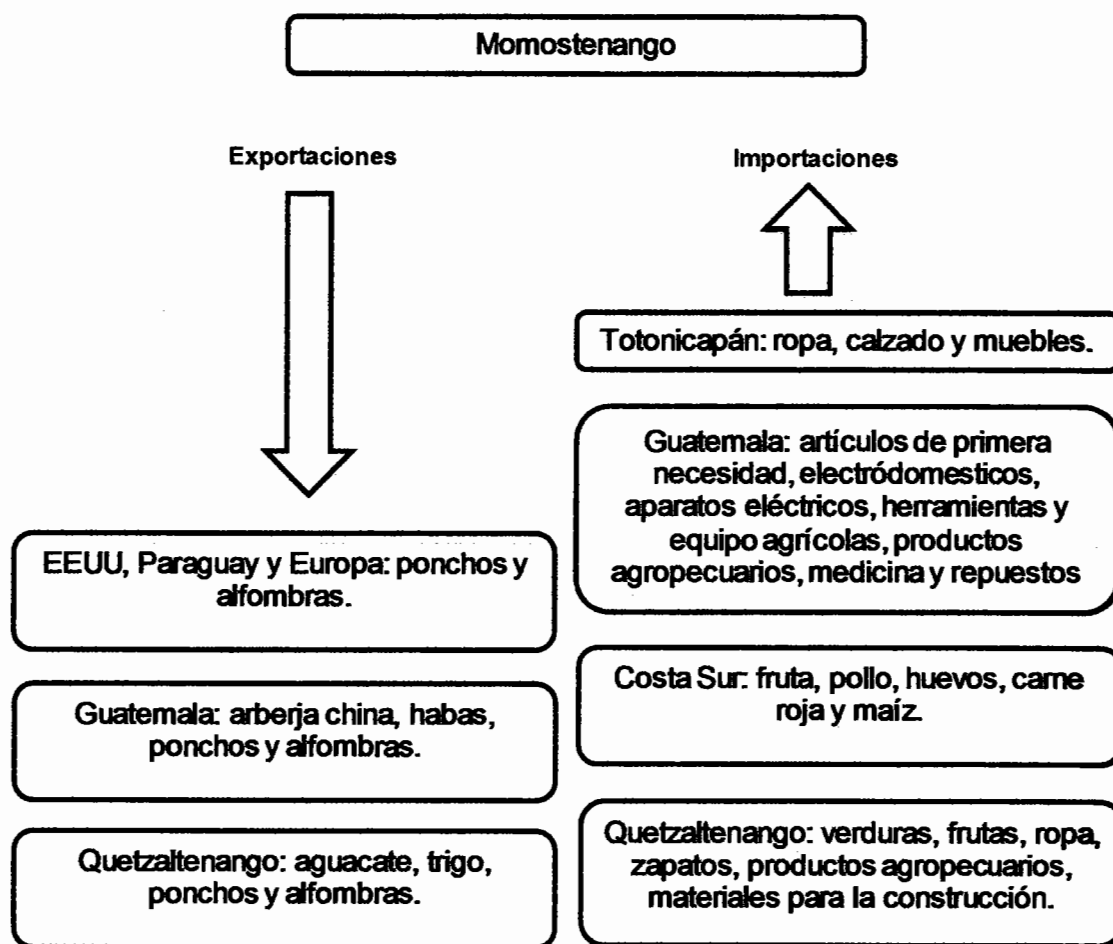 Momostenango
Exportaciones
Importaciones
Totonicapán: ropa, calzado y muebles.
Guatemala: artículos de primera
necesidad, electródomesticos,
aparatos eléctricos, herramientas y
equipo agrícolas, productos
agropecuarios, medicina y repuestos
EEUU, Paraguay y Europa: ponchos y
alfombras.
Costa Sur: fruta, pollo, huevos, carne
roja y maíz.
Guatemala: arberja china, habas,
ponchos y alfombras.
Quetzaltenango: verduras, frutas, ropa,
zapatos, productos agropecuarios,
materiales para la construcción.
Quetzaltenango: aguacate, trigo,
ponchos y alfombras.